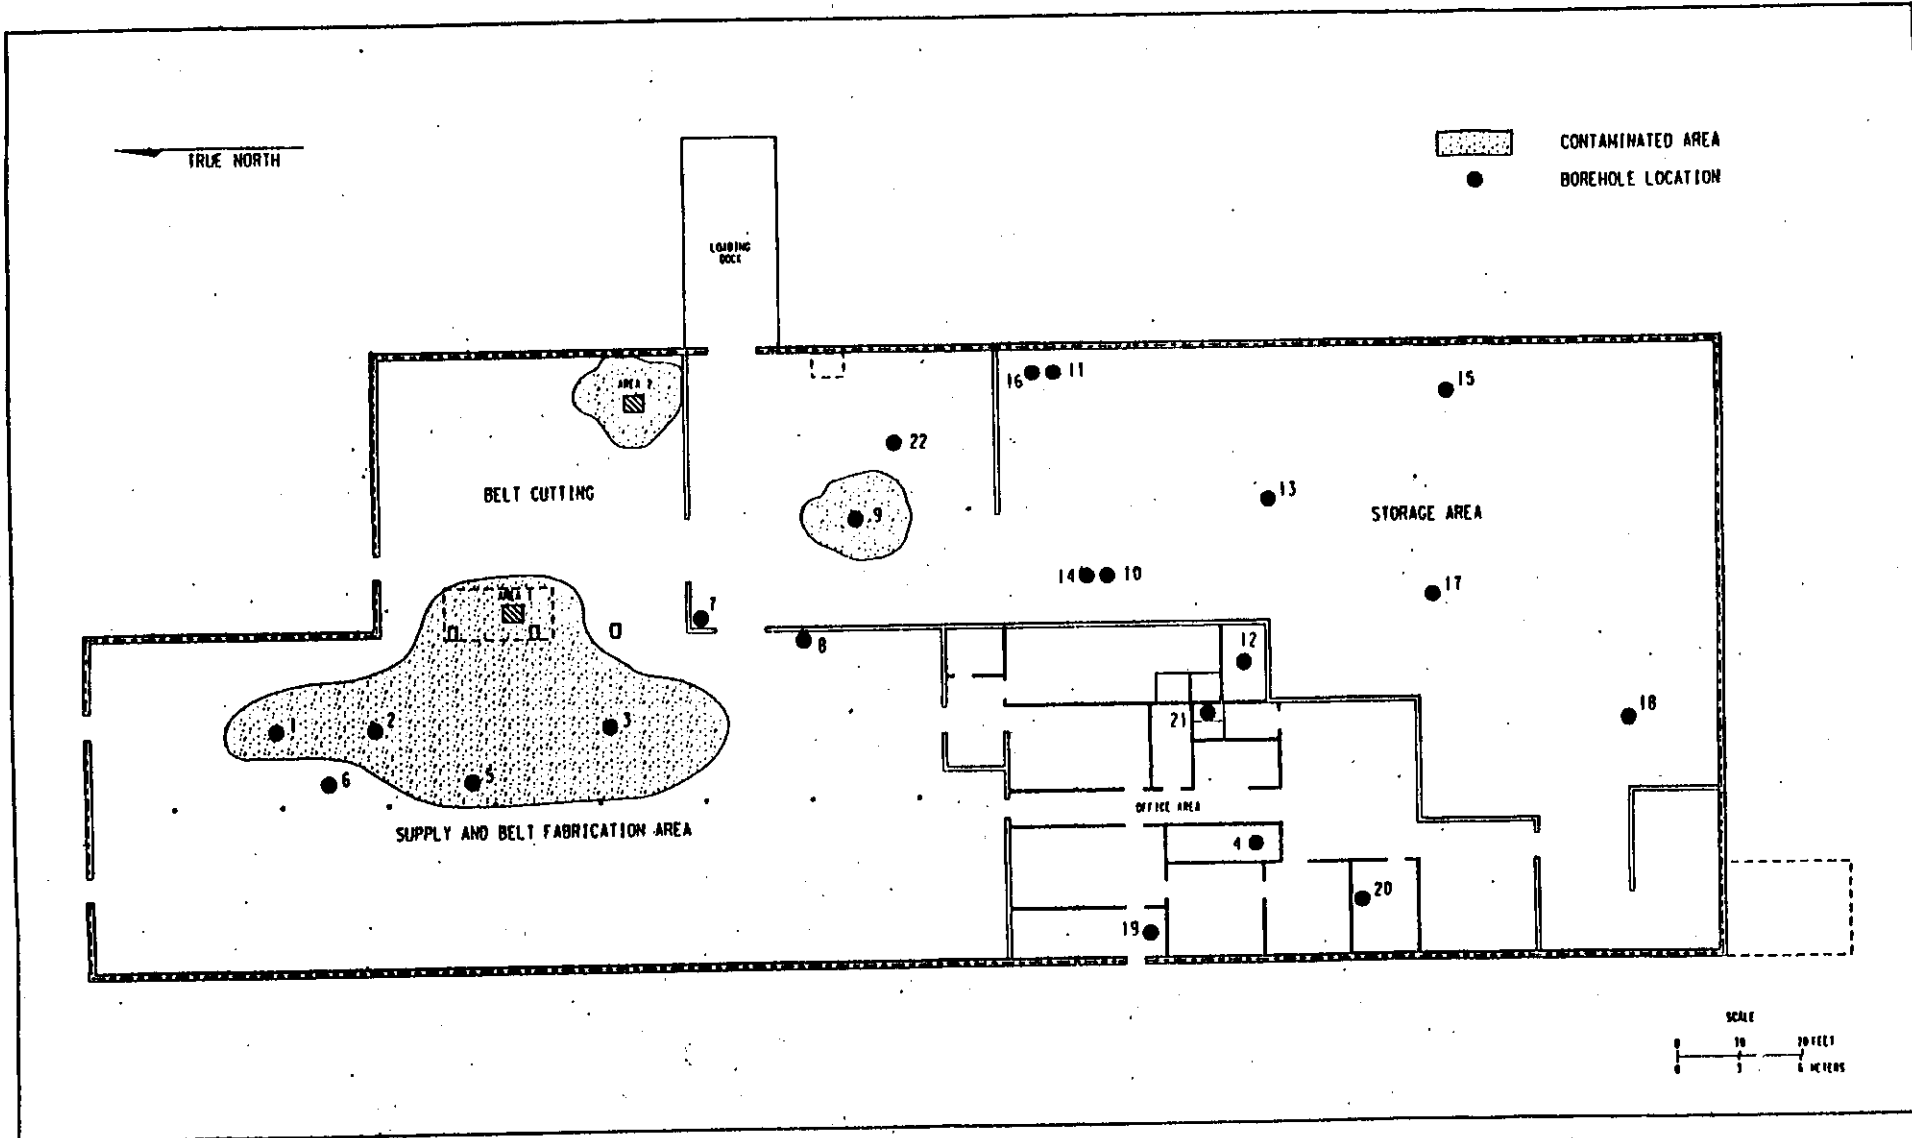 TRUE NORTH
CONTAMINATED AREA
BOREHOLE LOCATION
LOADING
DOCK
AREA 2
16
11
15
22
BELT CUTTING
9
13
STORAGE AREA
14
10
17
AREA 1
7
8
12
1
2
3
21
18
6
5
OFFICE AREA
SUPPLY AND BELT FABRICATION AREA
4
20
19
SCALE
0 10 20 FEET
0 3 6 METERS